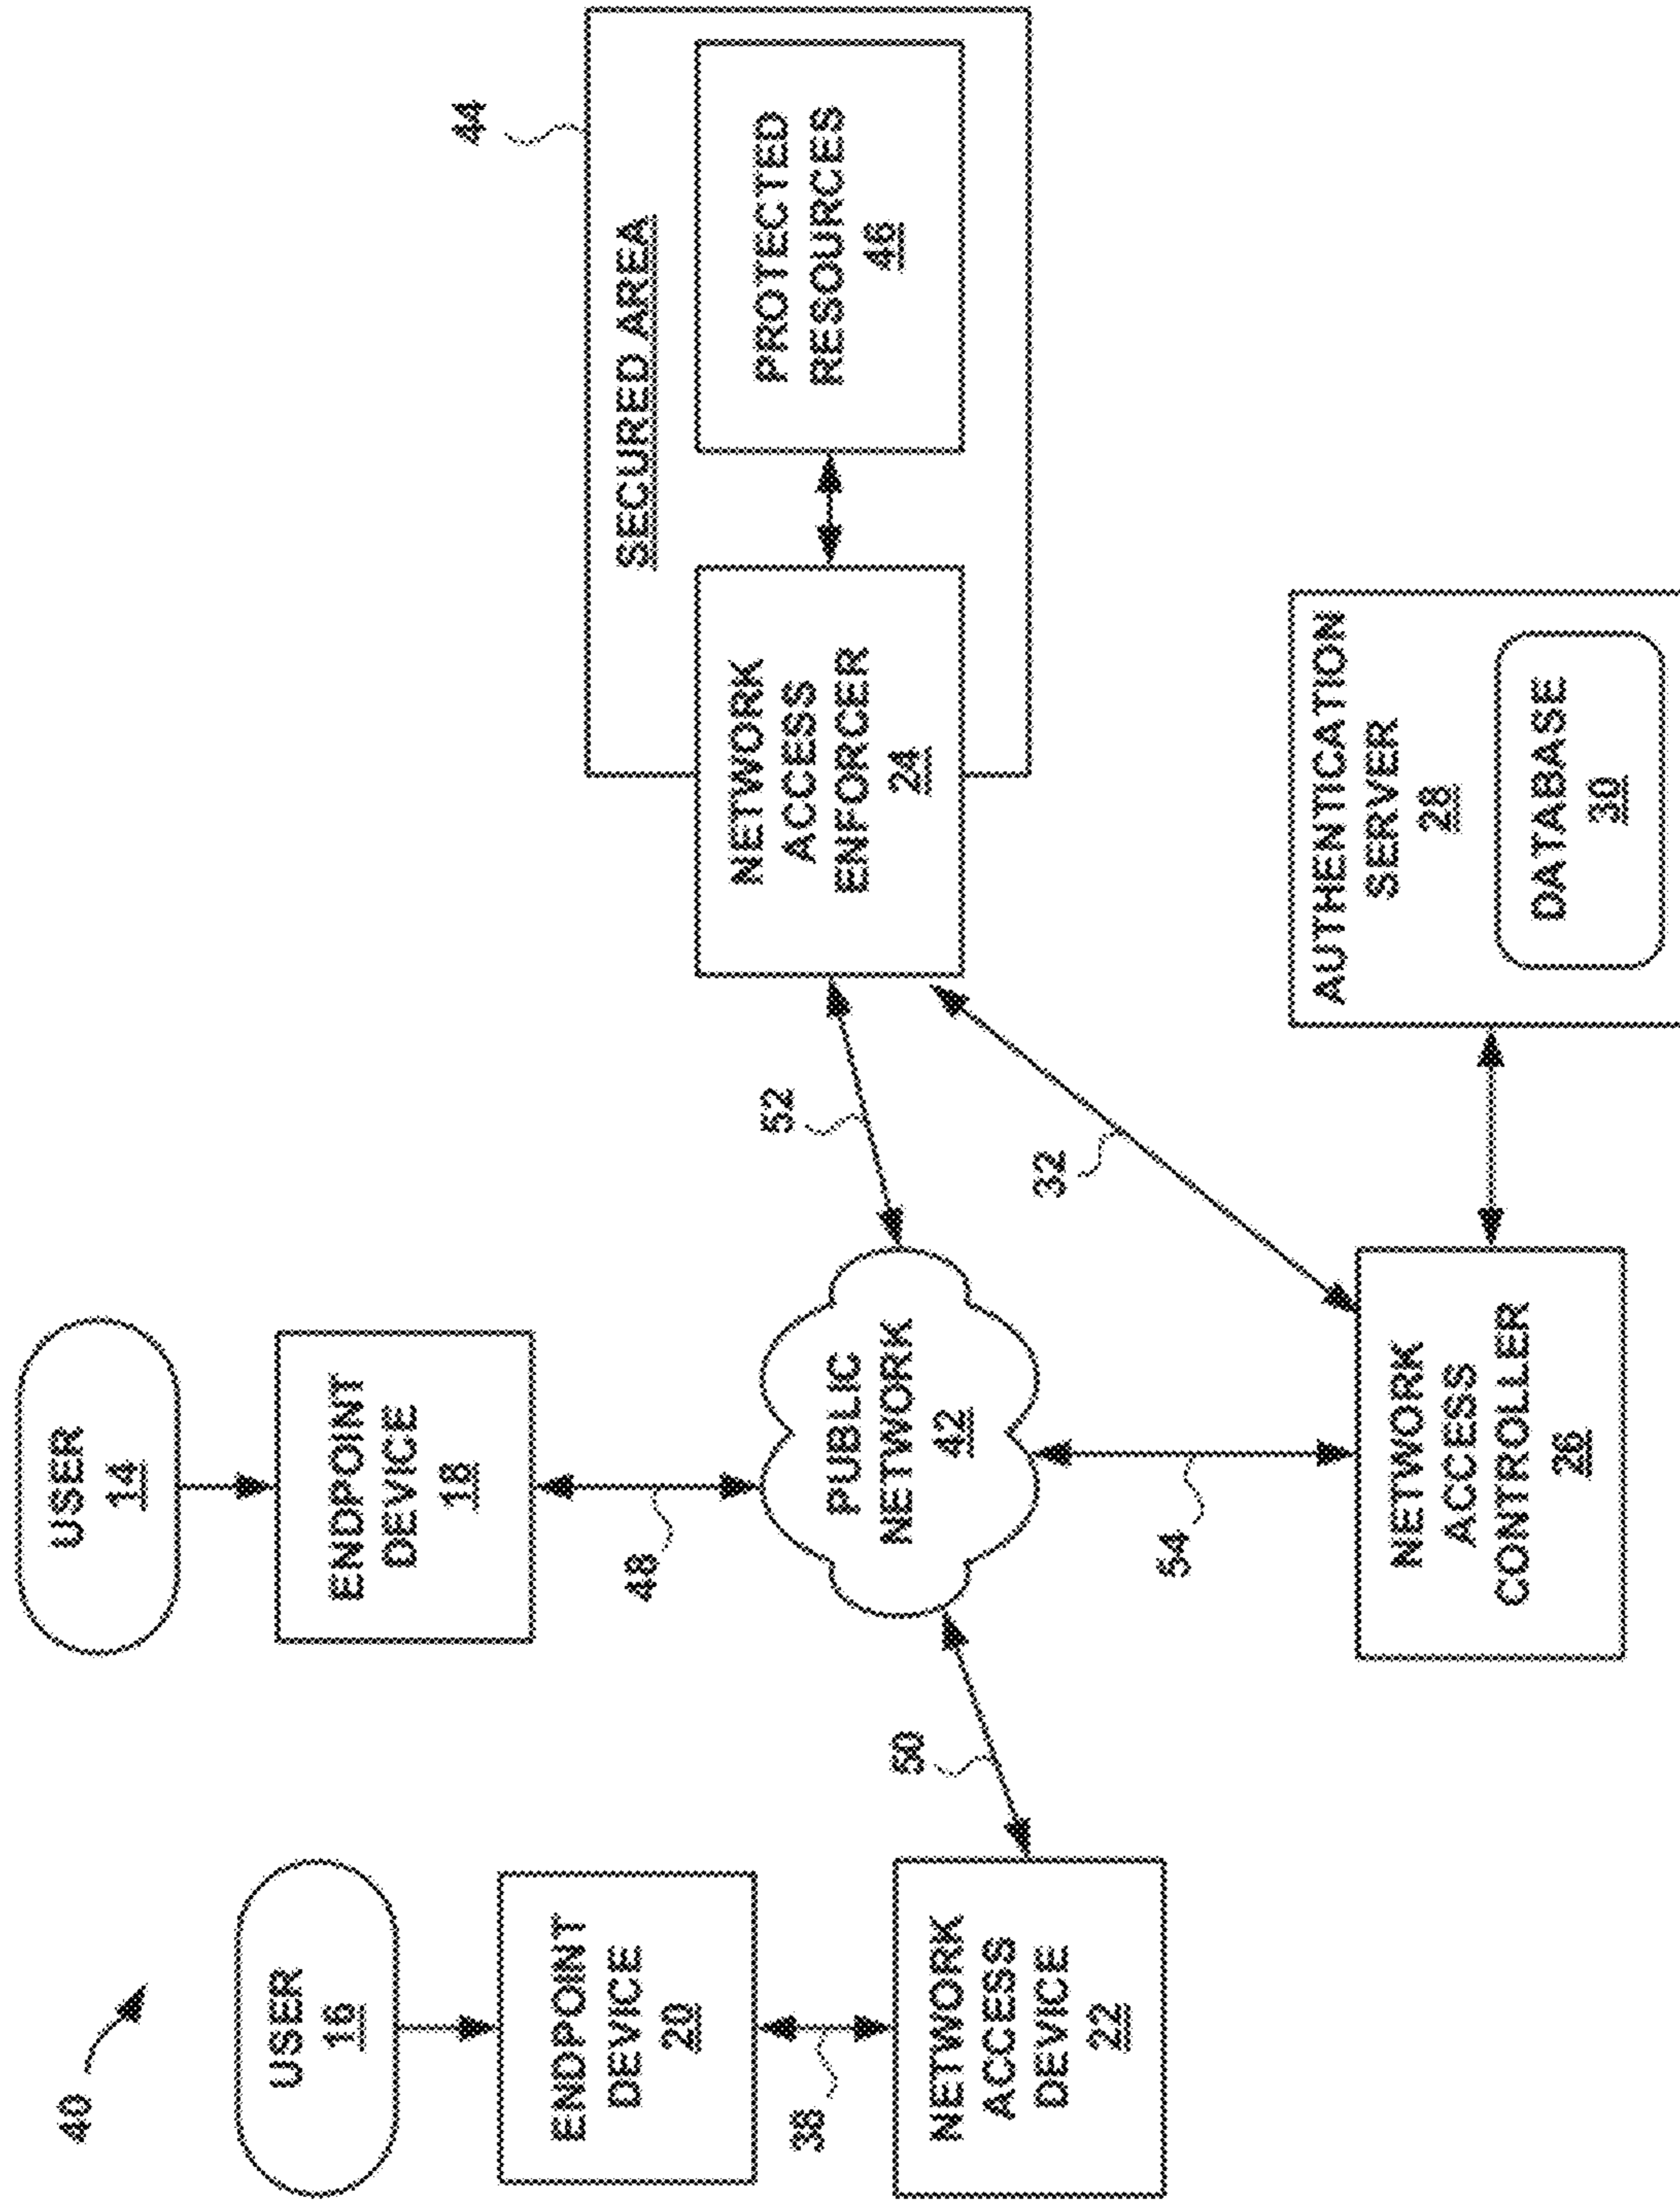 40
USER
14
USER
16
ENDPOINT
DEVICE
18
ENDPOINT
DEVICE
20
44
SECURED AREA
NETWORK
ACCESS
ENFORCER
24
PROTECTED
RESOURCES
46
48
52
38
PUBLIC
NETWORK
42
50
32
NETWORK
ACCESS
DEVICE
22
54
NETWORK
ACCESS
CONTROLLER
26
AUTHENTICATION
SERVER
28
DATABASE
30